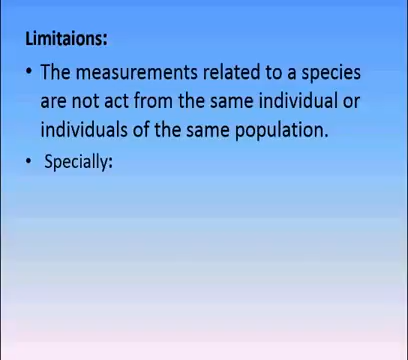 Limitaions:
• The measurements related to a species
are not act from the same individual or
individuals of the same population.
• Specially: